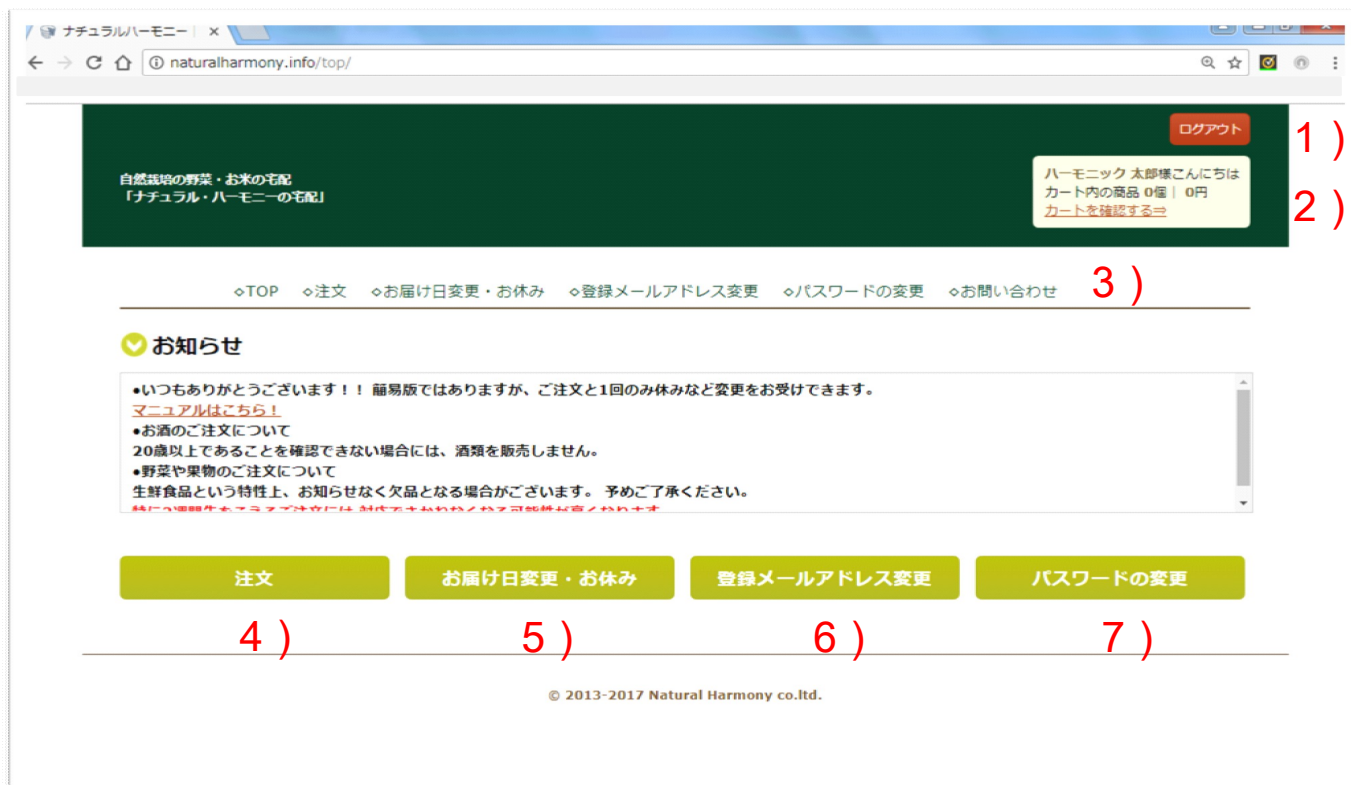 ナチュラルハーモニー
naturalharmony.info/top/
ログアウト
1）
自然栽培の野菜・お米の宅配
「ナチュラル・ハーモニーの宅配」
ハーモニック 太郎様こんにちは
カート内の商品 0個｜ 0円
カートを確認する⇒
2）
◇TOP ◇注文 ◇お届け日変更・お休み ◇登録メールアドレス変更 ◇パスワードの変更 ◇お問い合わせ
3）
お知らせ
●いつもありがとうございます！！ 簡易版ではありますが、ご注文と1回のみ休みなど変更をお受けできます。
マニュアルはこちら！
●お酒のご注文について
20歳以上であることを確認できない場合には、酒類を販売しません。
●野菜や果物のご注文について
生鮮食品という特性上、お知らせなく欠品となる場合がございます。 予めご了承ください。
注文 お届け日変更・お休み 登録メールアドレス変更 パスワードの変更
4） 5） 6） 7）
© 2013-2017 Natural Harmony co.ltd.